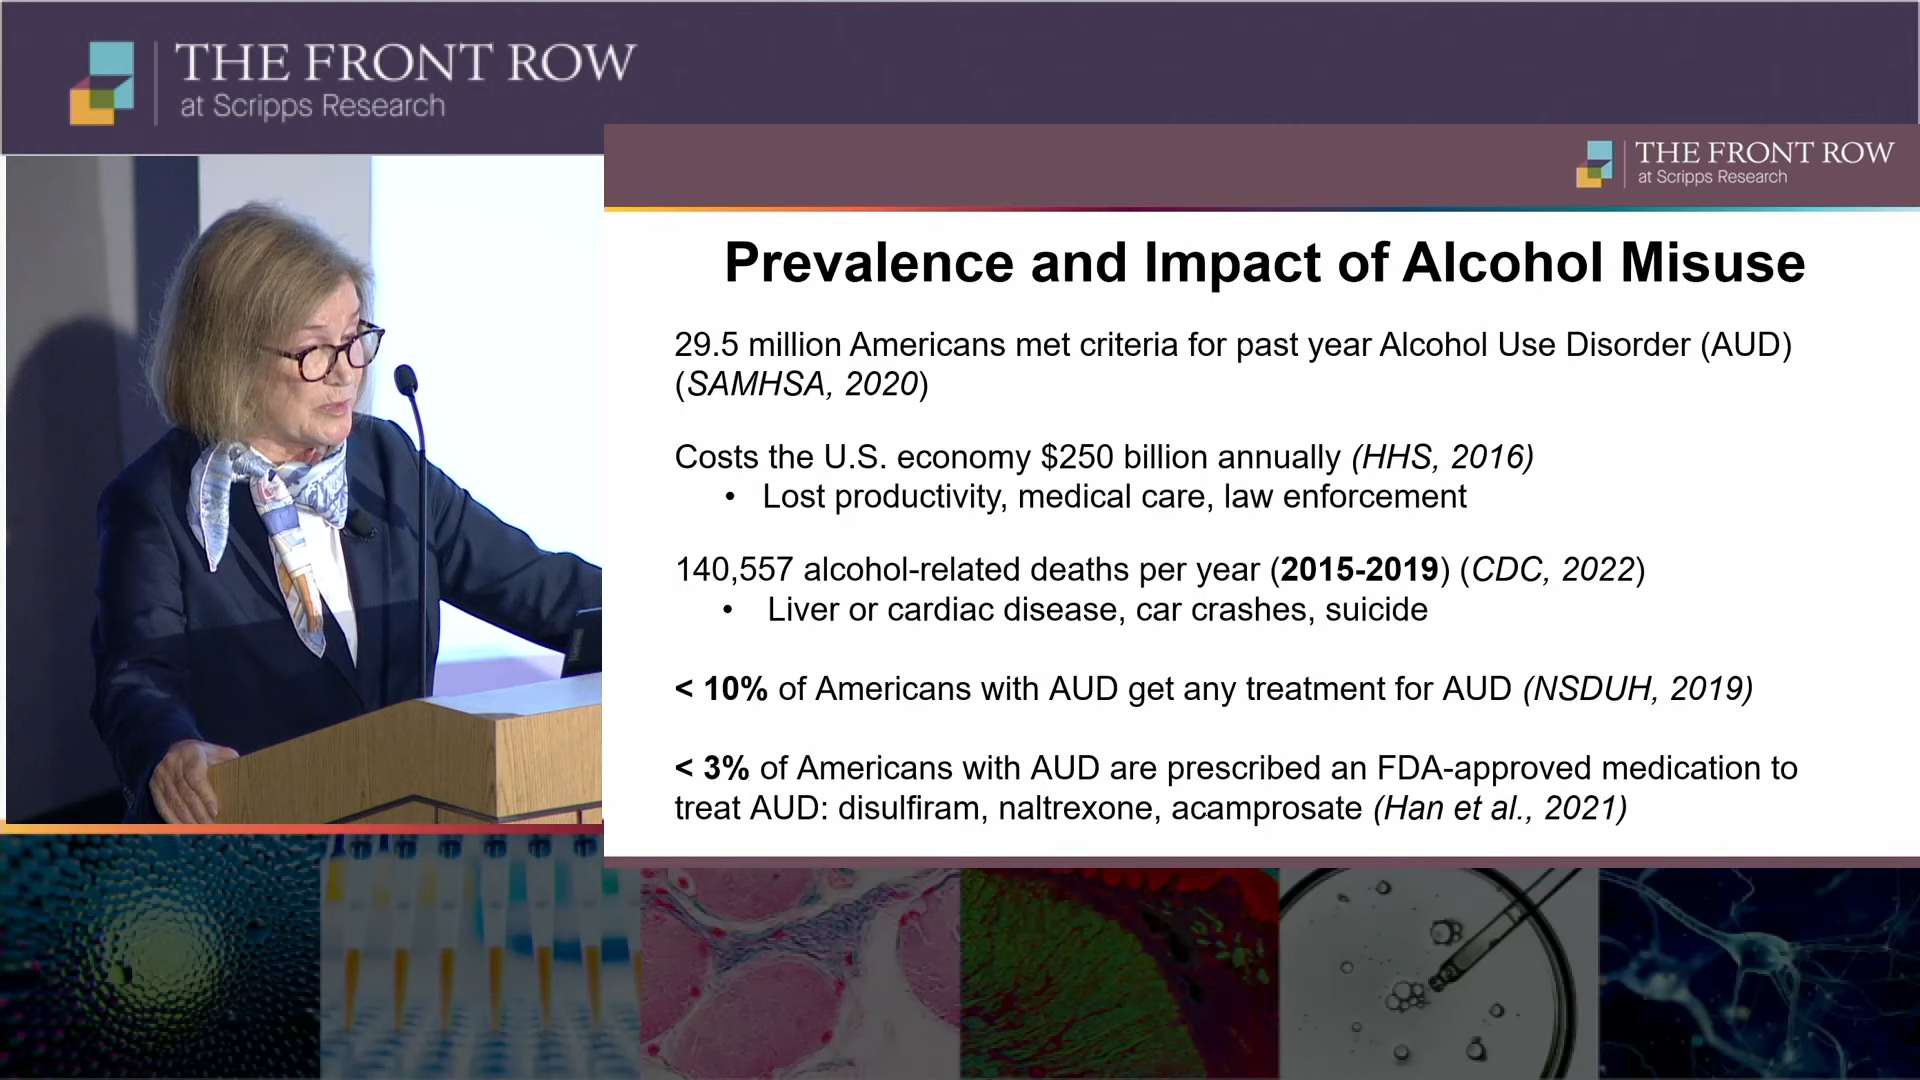 THE FRONT ROW
at Scripps Research
THE FRONT ROW
at Scripps Research
Prevalence and Impact of Alcohol Misuse
29.5 million Americans met criteria for past year Alcohol Use Disorder (AUD)
(SAMHSA, 2020)
Costs the U.S. economy $250 billion annually (HHS, 2016)
• Lost productivity, medical care, law enforcement
140,557 alcohol-related deaths per year (2015-2019) (CDC, 2022)
• Liver or cardiac disease, car crashes, suicide
< 10% of Americans with AUD get any treatment for AUD (NSDUH, 2019)
< 3% of Americans with AUD are prescribed an FDA-approved medication to
treat AUD: disulfiram, naltrexone, acamprosate (Han et al., 2021)